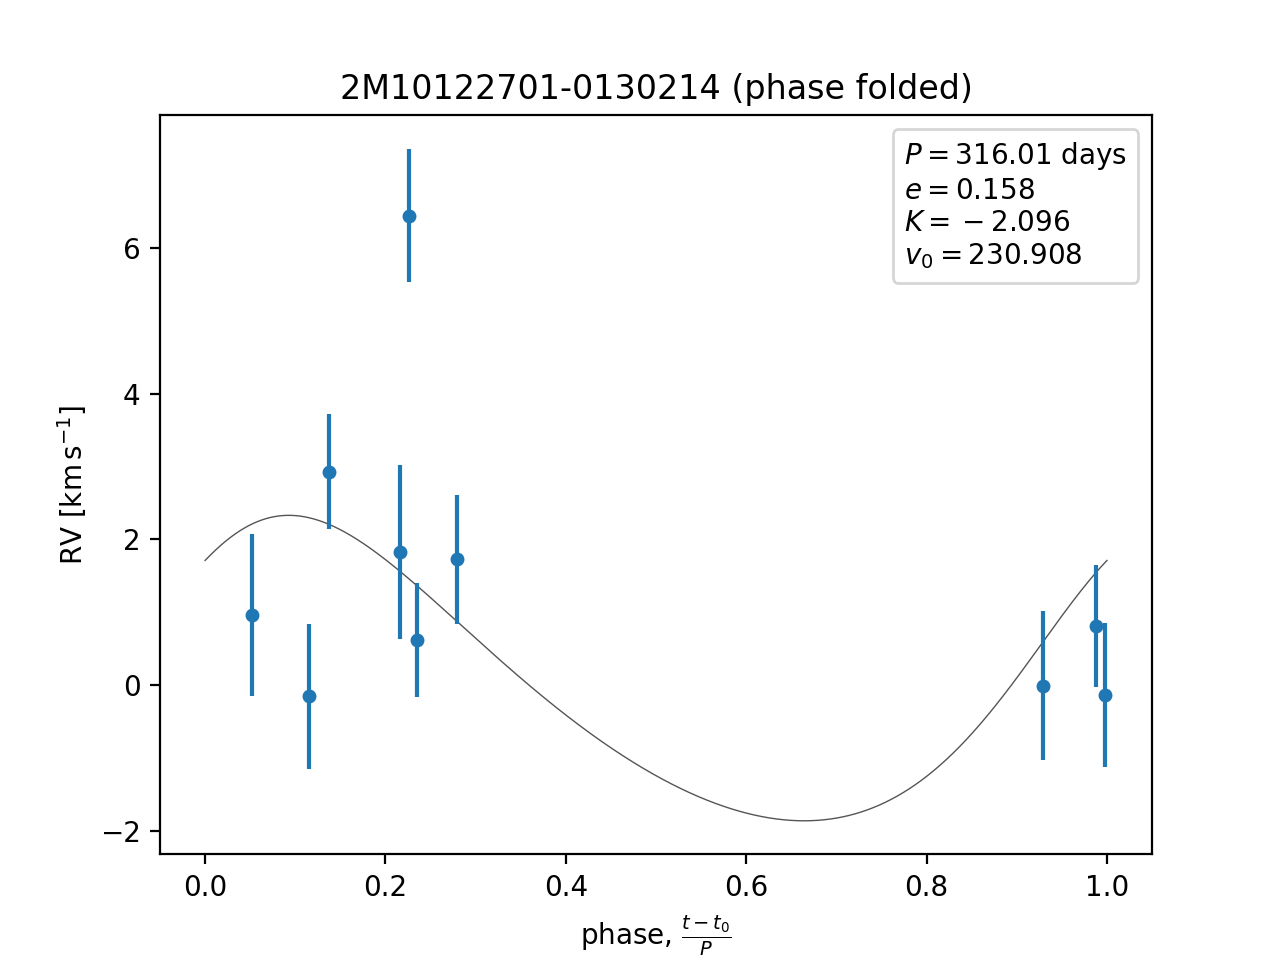 2M10122701-0130214 (phase folded)
P = 316.01 days
e = 0.158
K = −2.096
v₀ = 230.908
RV [km s⁻¹]
6
4
2
0
−2
0.0 0.2 0.4 0.6 0.8 1.0
phase, (t − t₀)/P